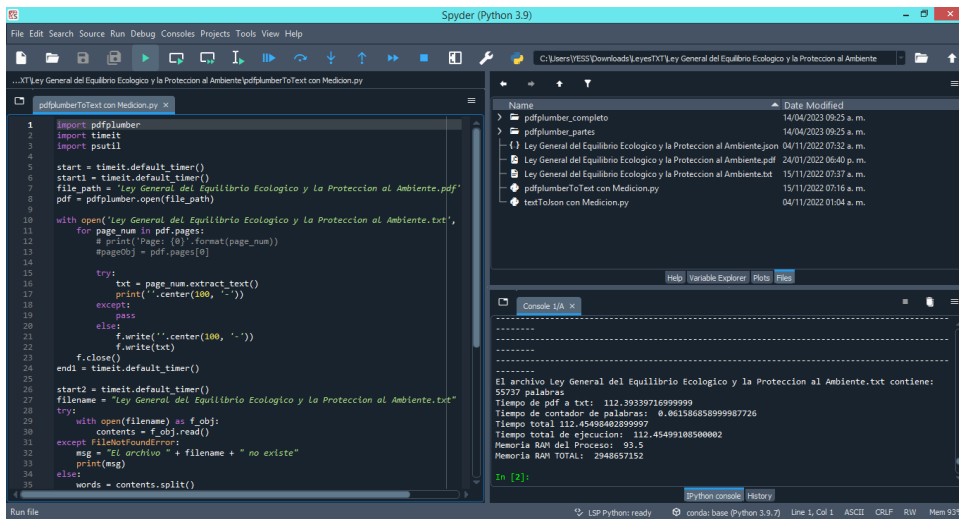 Spyder (Python 3.9)
File Edit Search Source Run Debug Consoles Projects Tools View Help
C:\Users\YESS\Downloads\LeyesTXT\Ley General del Equilibrio Ecologico y la Proteccion al Ambiente
...XT\Ley General del Equilibrio Ecologico y la Proteccion al Ambiente\pdfplumberToText con Medicion.py
pdfplumberToText con Medicion.py
1 import pdfplumber
2 import timeit
3 import psutil
4
5 start = timeit.default_timer()
6 start1 = timeit.default_timer()
7 file_path = 'Ley General del Equilibrio Ecologico y la Proteccion al Ambiente.pdf'
8 pdf = pdfplumber.open(file_path)
9
10 with open('Ley General del Equilibrio Ecologico y la Proteccion al Ambiente.txt',
11 for page_num in pdf.pages:
12 # print('Page: {0}'.format(page_num))
13 #pageObj = pdf.pages[0]
14
15 try:
16 txt = page_num.extract_text()
17 print(''.center(100, '-'))
18 except:
19 pass
20 else:
21 f.write(''.center(100, '-'))
22 f.write(txt)
23 f.close()
24 end1 = timeit.default_timer()
25
26 start2 = timeit.default_timer()
27 filename = "Ley General del Equilibrio Ecologico y la Proteccion al Ambiente.txt"
28 try:
29 with open(filename) as f_obj:
30 contents = f_obj.read()
31 except FileNotFoundError:
32 msg = "El archivo " + filename + " no existe"
33 print(msg)
34 else:
35 words = contents.split()
Name Date Modified
pdfplumber_completo 14/04/2023 09:25 a. m.
pdfplumber_partes 14/04/2023 09:25 a. m.
Ley General del Equilibrio Ecologico y la Proteccion al Ambiente.json 04/11/2022 07:32 a. m.
Ley General del Equilibrio Ecologico y la Proteccion al Ambiente.pdf 24/01/2022 06:40 p. m.
Ley General del Equilibrio Ecologico y la Proteccion al Ambiente.txt 15/11/2022 07:37 a. m.
pdfplumberToText con Medicion.py 15/11/2022 07:16 a. m.
textToJson con Medicion.py 04/11/2022 01:04 a. m.
Help Variable Explorer Plots Files
Console 1/A
--------
--------
--------
El archivo Ley General del Equilibrio Ecologico y la Proteccion al Ambiente.txt contiene:
55737 palabras
Tiempo de pdf a txt: 112.39339716999999
Tiempo de contador de palabras: 0.061586858999987726
Tiempo total 112.45498402899997
Tiempo total de ejecucion: 112.45499108500002
Memoria RAM del Proceso: 93.5
Memoria RAM TOTAL: 2948657152
In [2]:
IPython console History
Run file LSP Python: ready conda: base (Python 3.9.7) Line 1, Col 1 ASCII CRLF RW Mem 93%